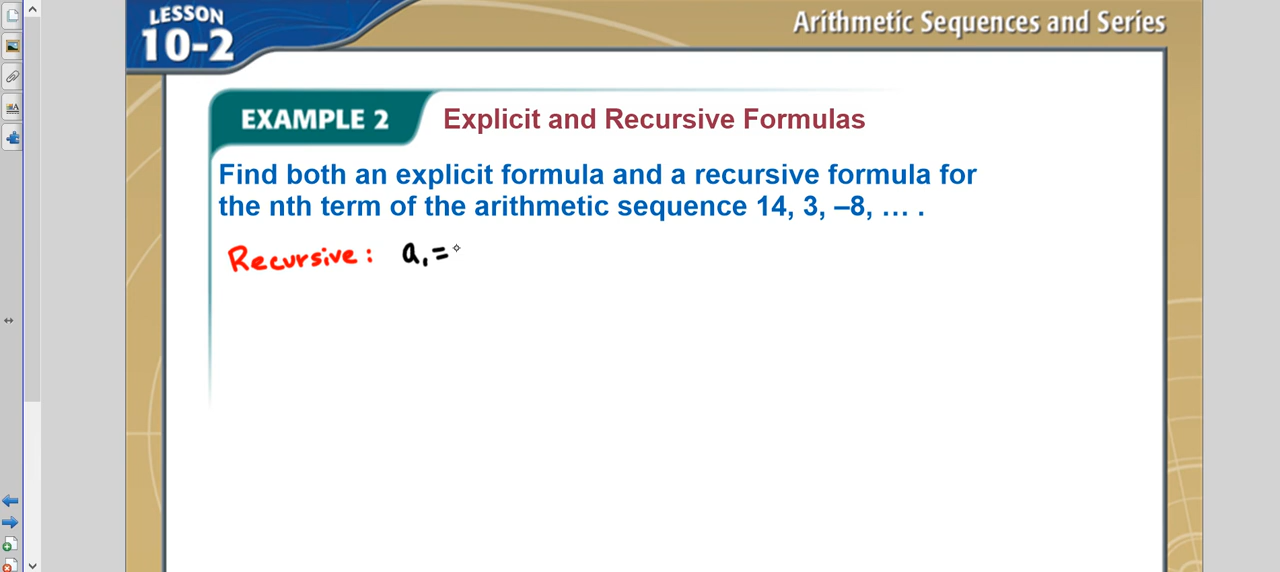 LESSON
10-2
Arithmetic Sequences and Series
EXAMPLE 2
Explicit and Recursive Formulas
Find both an explicit formula and a recursive formula for
the nth term of the arithmetic sequence 14, 3, –8, … .
Recursive: a₁=